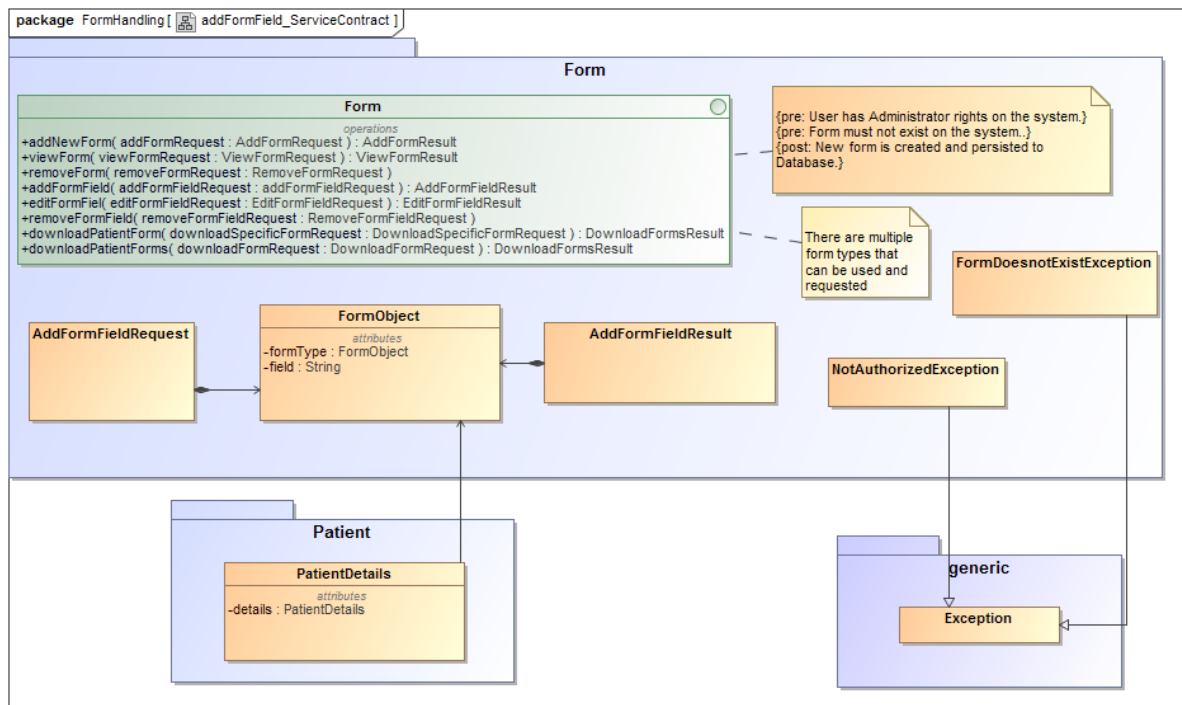 package FormHandling [ addFormField_ServiceContract ]
Form
Form
operations
+addNewForm( addFormRequest : AddFormRequest ) : AddFormResult
+viewForm( viewFormRequest : ViewFormRequest ) : ViewFormResult
+removeForm( removeFormRequest : RemoveFormRequest )
+addFormField( addFormFieldRequest : addFormFieldRequest ) : AddFormFieldResult
+editFormFiel( editFormFieldRequest : EditFormFieldRequest ) : EditFormFieldResult
+removeFormField( removeFormFieldRequest : RemoveFormFieldRequest )
+downloadPatientForm( downloadSpecificFormRequest : DownloadSpecificFormRequest ) : DownloadFormsResult
+downloadPatientForms( downloadFormRequest : DownloadFormRequest ) : DownloadFormsResult
{pre: User has Administrator rights on the system.}
{pre: Form must not exist on the system..}
{post: New form is created and persisted to
Database.}
There are multiple
form types that
can be used and
requested
FormDoesnotExistException
AddFormFieldRequest
FormObject
attributes
-formType : FormObject
-field : String
AddFormFieldResult
NotAuthorizedException
Patient
PatientDetails
attributes
-details : PatientDetails
generic
Exception